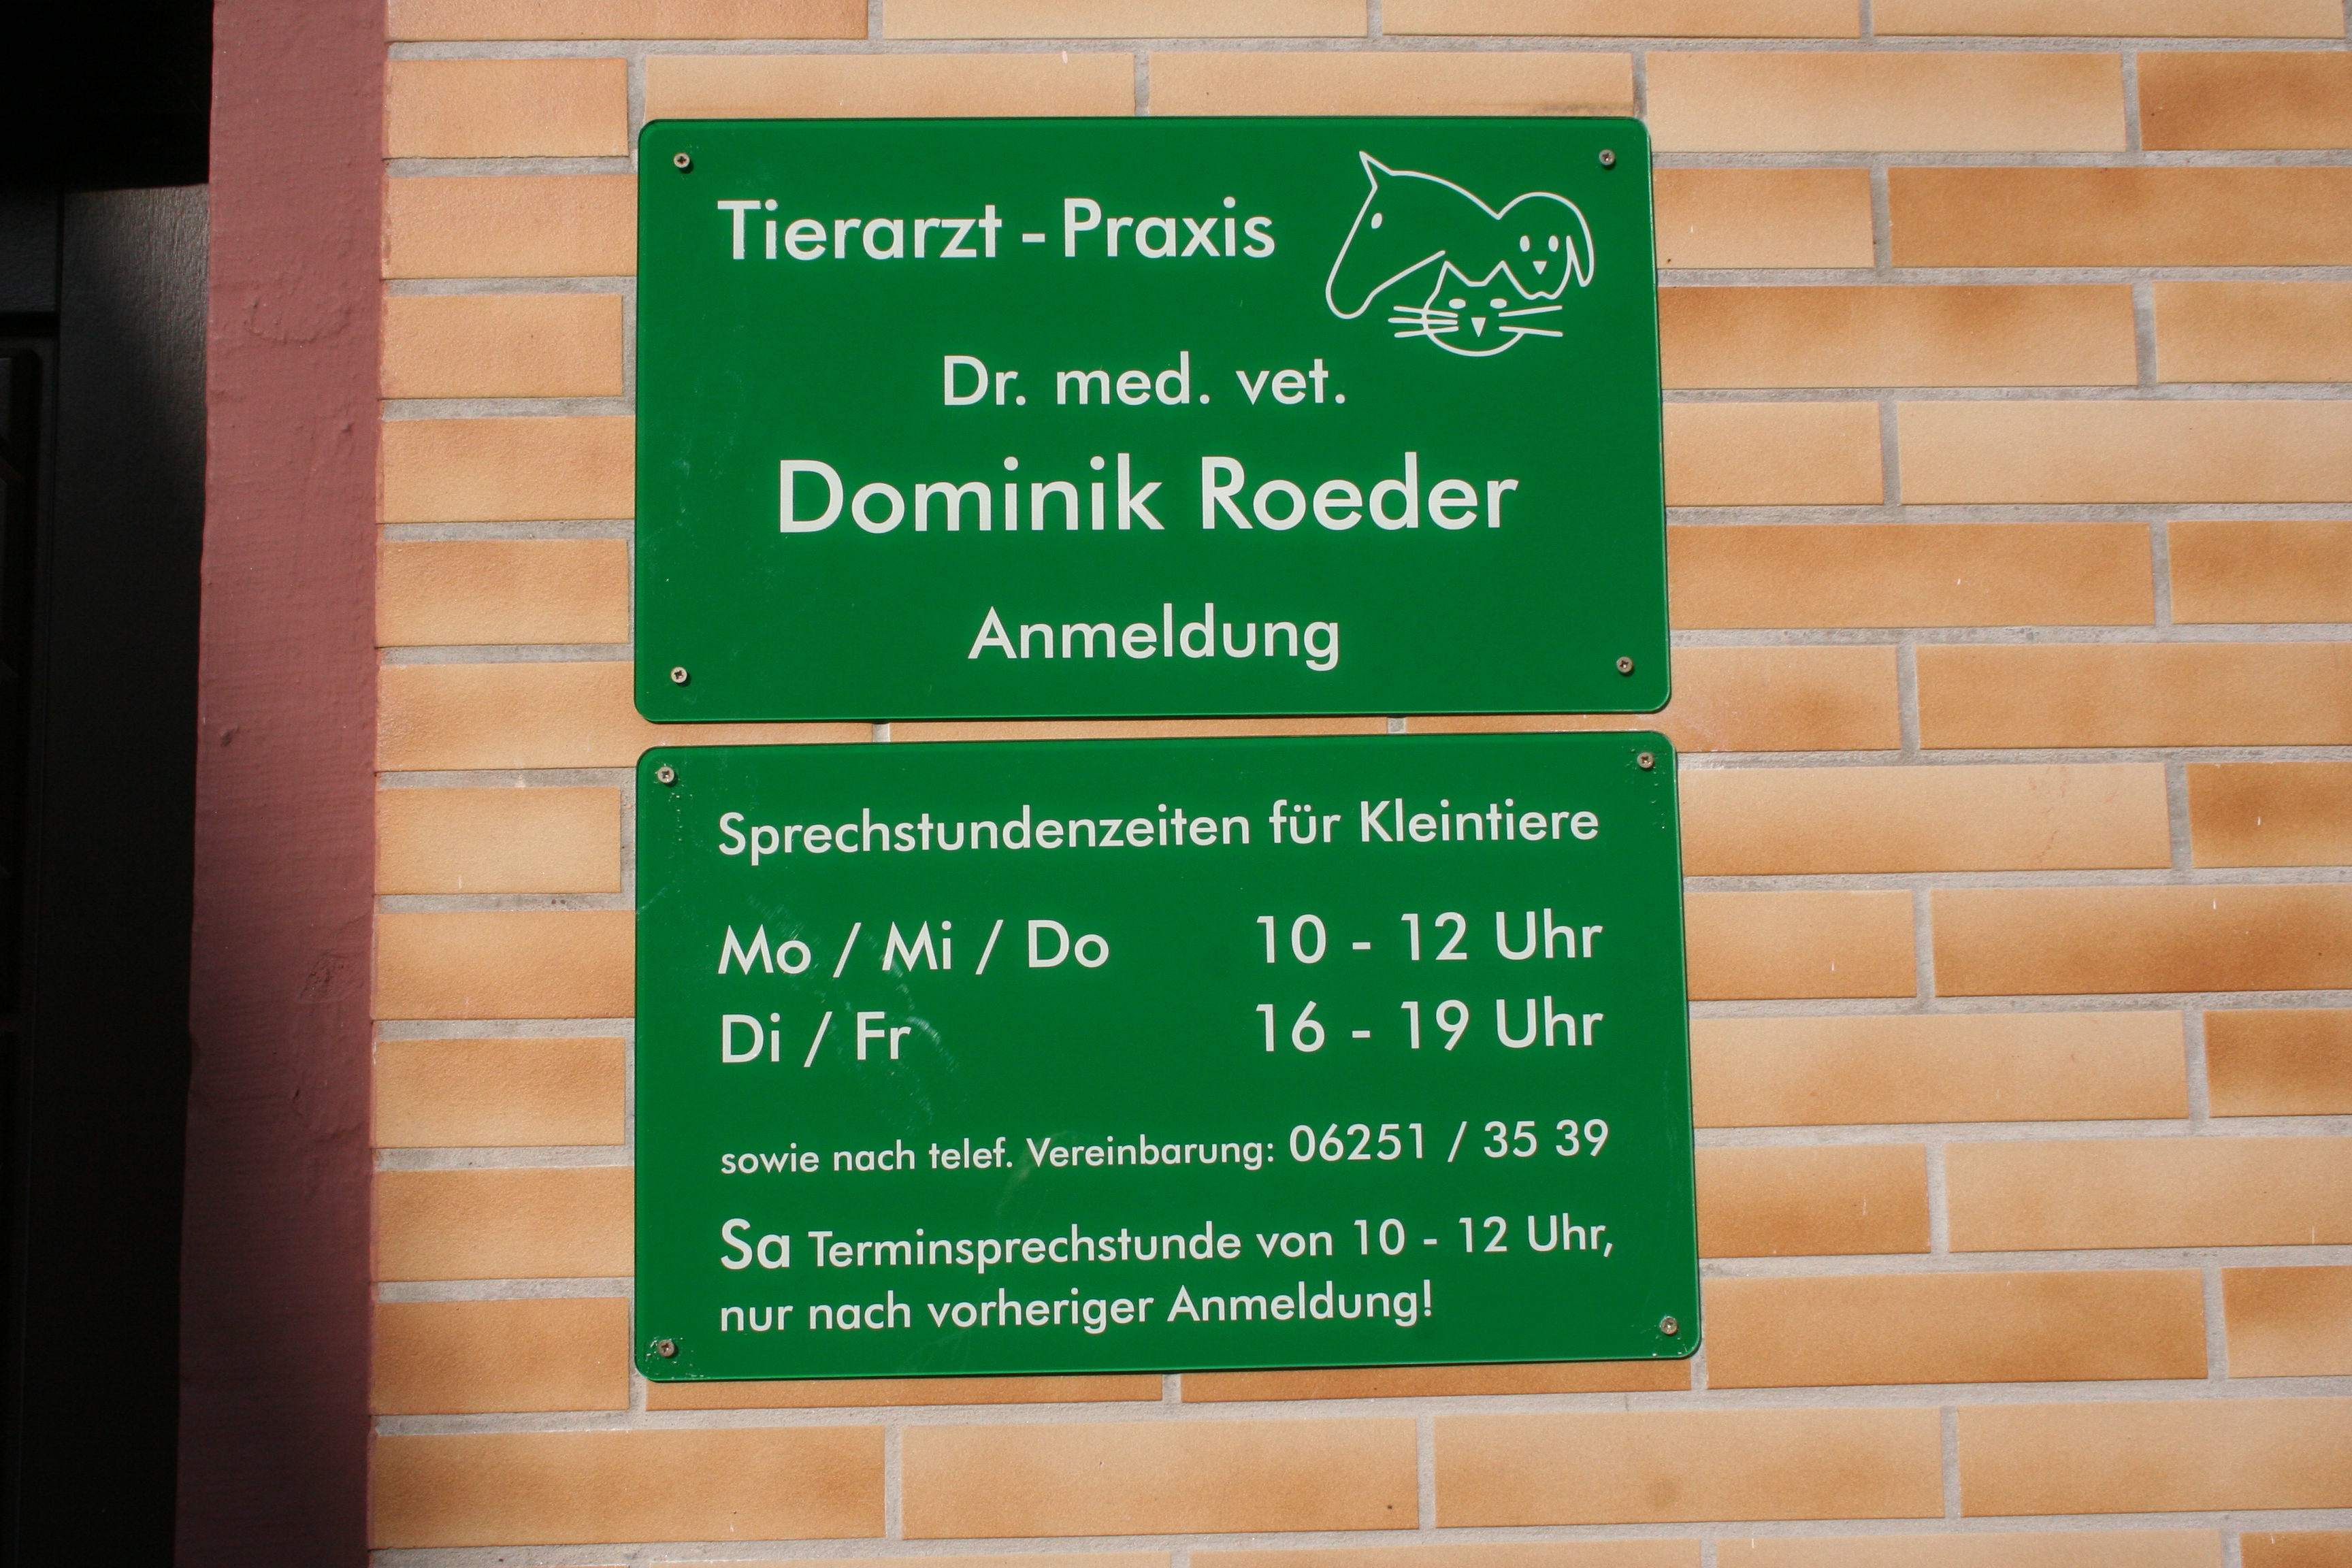 Tierarzt - Praxis
Dr. med. vet.
Dominik Roeder
Anmeldung
Sprechstundenzeiten für Kleintiere
Mo / Mi / Do 10 - 12 Uhr
Di / Fr 16 - 19 Uhr
sowie nach telef. Vereinbarung: 06251 / 35 39
Sa Terminsprechstunde von 10 - 12 Uhr,
nur nach vorheriger Anmeldung!